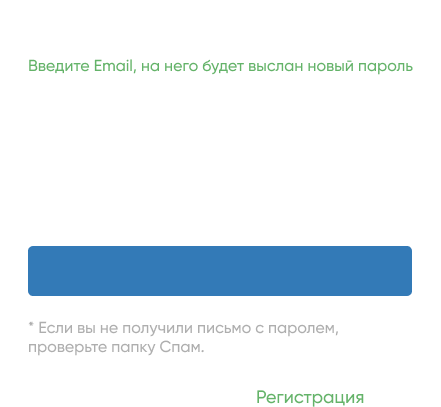 Введите Email, на него будет выслан новый пароль
* Если вы не получили письмо с паролем,
проверьте папку Спам.
Регистрация